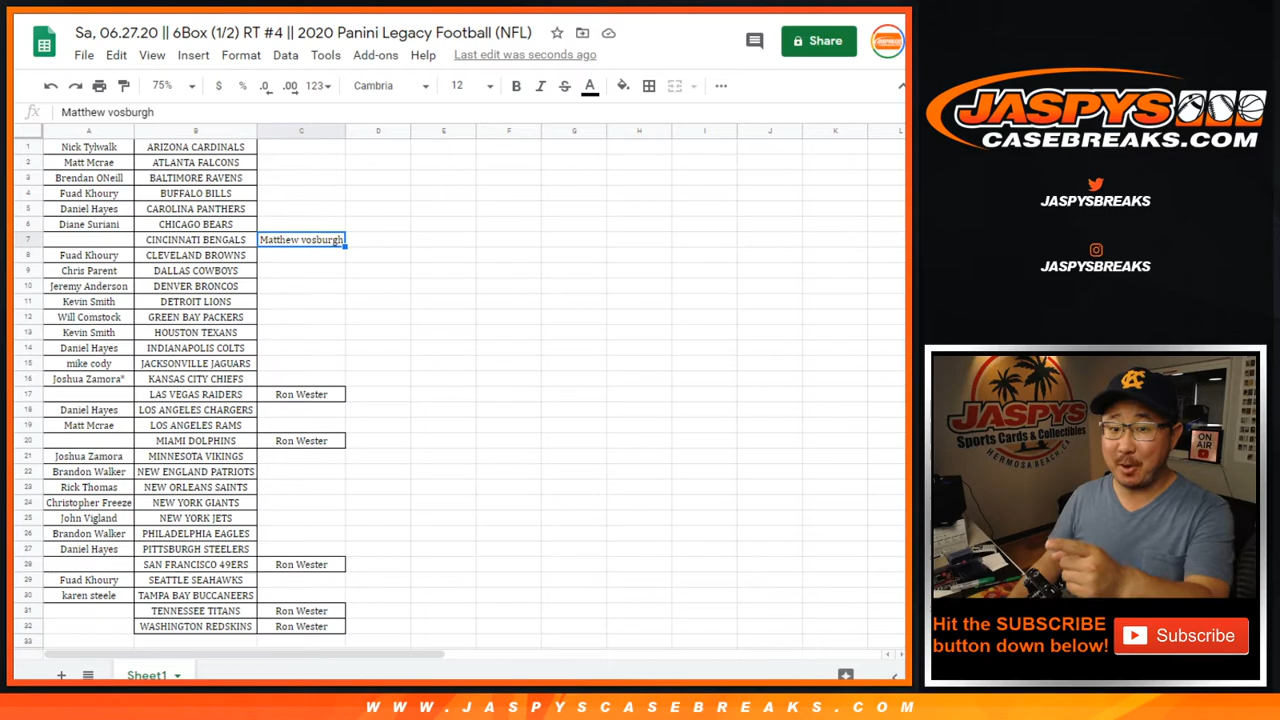 Sa, 06.27.20 || 6Box (1/2) RT #4 || 2020 Panini Legacy Football (NFL)
File Edit View Insert Format Data Tools Add-ons Help Last edit was seconds ago
Share
75% $ % .0 .00 123 Cambria 12 B I S A
fx Matthew vosburgh
A B C D E F G H I J K L
1 Nick Tylwalk ARIZONA CARDINALS
2 Matt Mcrae ATLANTA FALCONS
3 Brendan ONeill BALTIMORE RAVENS
4 Fuad Khoury BUFFALO BILLS
5 Daniel Hayes CAROLINA PANTHERS
6 Diane Suriani CHICAGO BEARS
7 CINCINNATI BENGALS Matthew vosburgh
8 Fuad Khoury CLEVELAND BROWNS
9 Chris Parent DALLAS COWBOYS
10 Jeremy Anderson DENVER BRONCOS
11 Kevin Smith DETROIT LIONS
12 Will Comstock GREEN BAY PACKERS
13 Kevin Smith HOUSTON TEXANS
14 Daniel Hayes INDIANAPOLIS COLTS
15 mike cody JACKSONVILLE JAGUARS
16 Joshua Zamora* KANSAS CITY CHIEFS
17 LAS VEGAS RAIDERS Ron Wester
18 Daniel Hayes LOS ANGELES CHARGERS
19 Matt Mcrae LOS ANGELES RAMS
20 MIAMI DOLPHINS Ron Wester
21 Joshua Zamora MINNESOTA VIKINGS
22 Brandon Walker NEW ENGLAND PATRIOTS
23 Rick Thomas NEW ORLEANS SAINTS
24 Christopher Freeze NEW YORK GIANTS
25 John Vigland NEW YORK JETS
26 Brandon Walker PHILADELPHIA EAGLES
27 Daniel Hayes PITTSBURGH STEELERS
28 SAN FRANCISCO 49ERS Ron Wester
29 Fuad Khoury SEATTLE SEAHAWKS
30 karen steele TAMPA BAY BUCCANEERS
31 TENNESSEE TITANS Ron Wester
32 WASHINGTON REDSKINS Ron Wester
33
Sheet1
JASPYS
CASEBREAKS.COM
JASPYSBREAKS
JASPYSBREAKS
JASPYS
Sports Cards & Collectibles
HERMOSA BEACH, CA
ON AIR
Hit the SUBSCRIBE
button down below!
Subscribe
WWW.JASPYSCASEBREAKS.COM